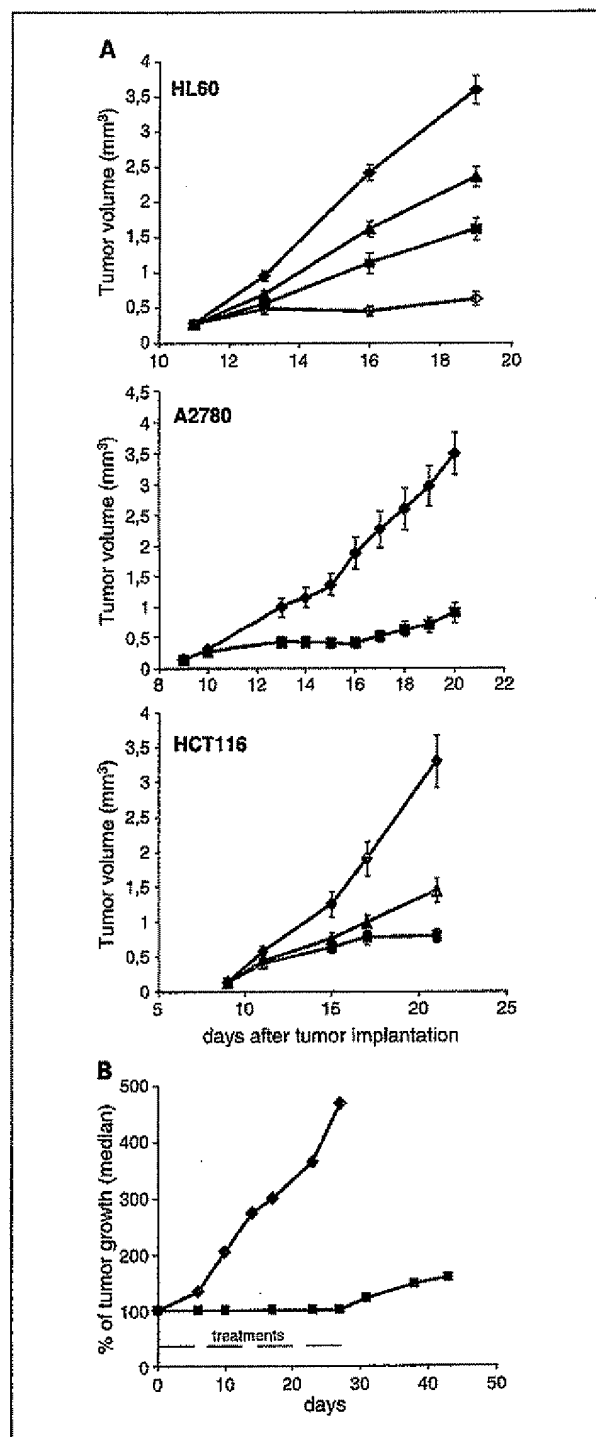 A
HL60
Tumor volume (mm³)
4
3,5
3
2,5
2
1,5
1
0,5
0
10 12 14 16 18 20
A2780
Tumor volume (mm³)
4,5
4
3,5
3
2,5
2
1,5
1
0,5
0
8 10 12 14 16 18 20 22
HCT116
Tumor volume (mm³)
4
3,5
3
2,5
2
1,5
1
0,5
0
5 10 15 20 25
days after tumor implantation
B
% of tumor growth (median)
500
400
300
200
100
0
treatments
0 10 20 30 40 50
days